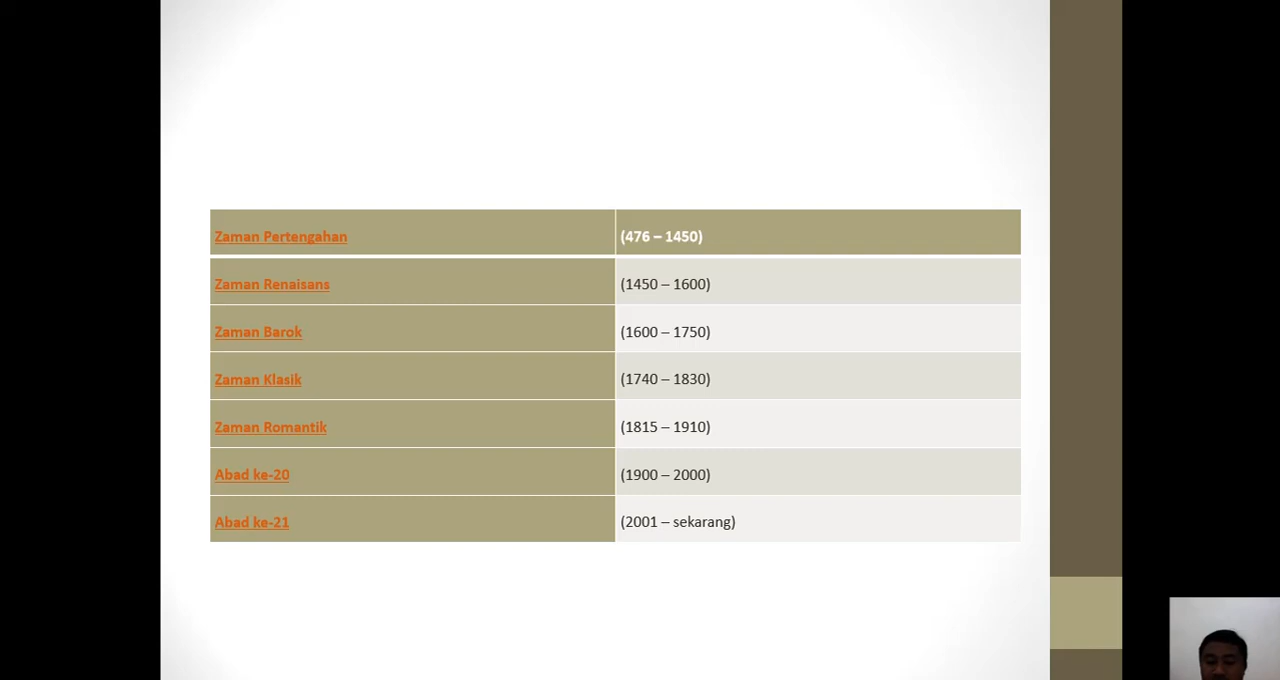 Zaman Pertengahan (476 – 1450)
Zaman Renaisans (1450 – 1600)
Zaman Barok (1600 – 1750)
Zaman Klasik (1740 – 1830)
Zaman Romantik (1815 – 1910)
Abad ke-20 (1900 – 2000)
Abad ke-21 (2001 – sekarang)